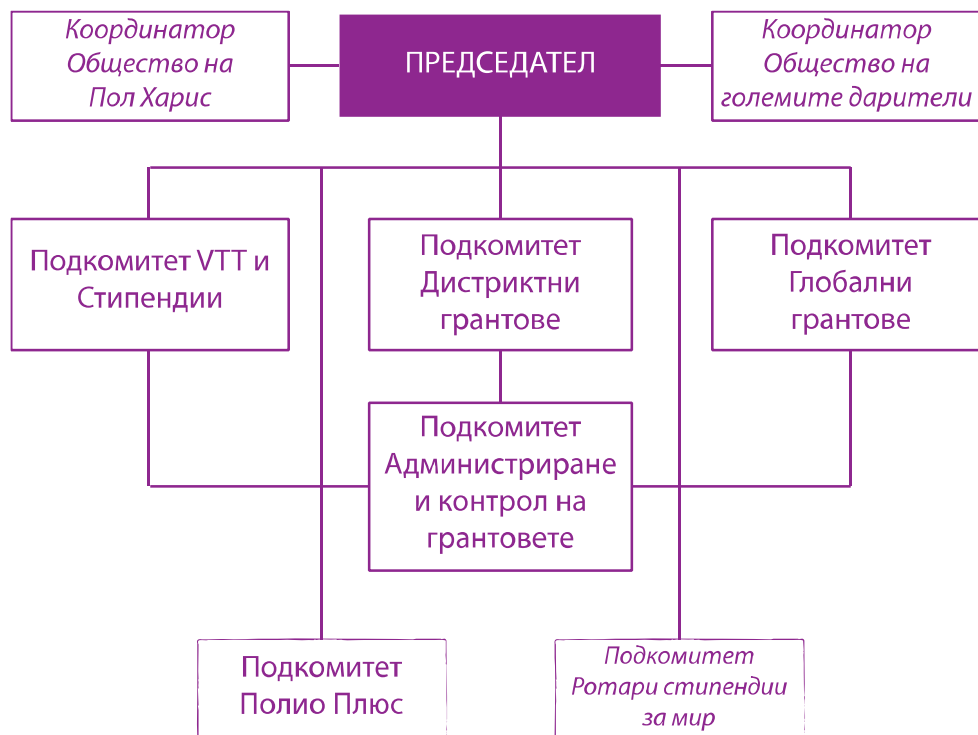 Координатор
Общество на
Пол Харис
ПРЕДСЕДАТЕЛ
Координатор
Общество на
големите дарители
Подкомитет VTT и
Стипендии
Подкомитет
Дистриктни
грантове
Подкомитет
Глобални
грантове
Подкомитет
Администриране
и контрол на
грантовете
Подкомитет
Полио Плюс
Подкомитет
Ротари стипендии
за мир